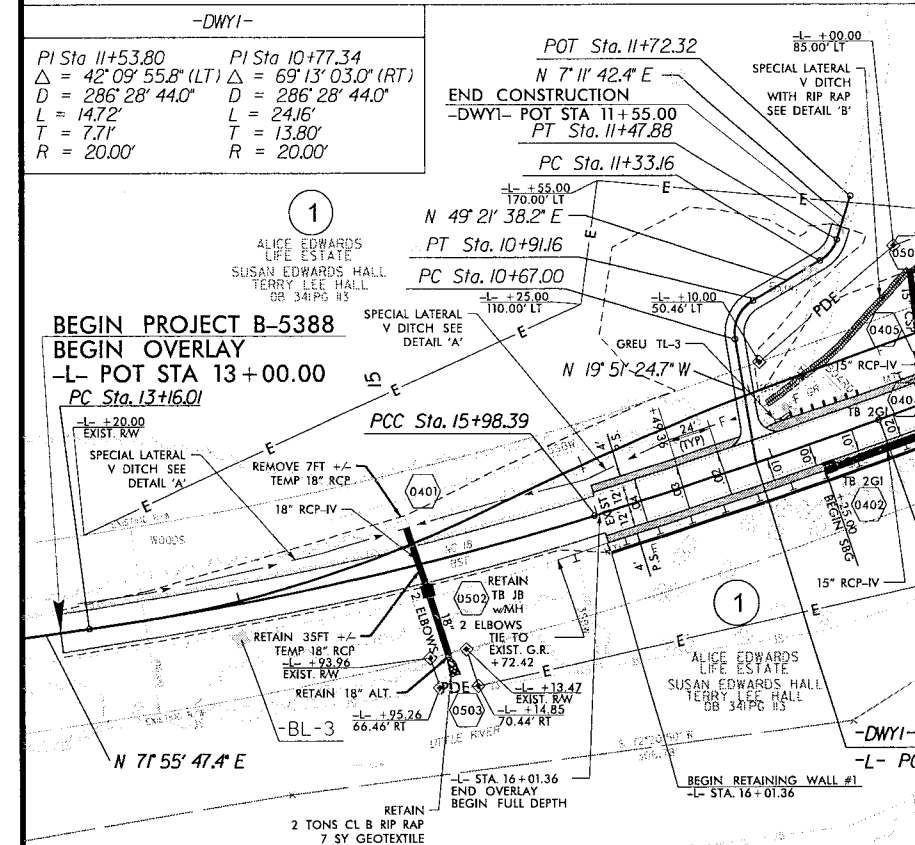 -DWY1-
PI Sta 11+53.80
Δ = 42° 09' 55.8" (LT)
D = 286° 28' 44.0"
L = 14.72'
T = 7.71'
R = 20.00'
PI Sta 10+77.34
Δ = 69° 13' 03.0" (RT)
D = 286° 28' 44.0"
L = 24.16'
T = 13.80'
R = 20.00'
POT Sta. 11+72.32
N 7° 11' 42.4" E
END CONSTRUCTION
-DWY1- POT STA 11+55.00
PT Sta. 11+47.88
PC Sta. 11+33.16
-L- +55.00
170.00' LT
N 49° 21' 38.2" E
PT Sta. 10+91.16
PC Sta. 10+67.00
-L- +25.00
110.00' LT
-L- +00.00
85.00' LT
SPECIAL LATERAL
V DITCH
WITH RIP RAP
SEE DETAIL 'B'
E
E
E
1
ALICE EDWARDS
LIFE ESTATE
SUSAN EDWARDS HALL
TERRY LEE HALL
DB 341PG 113
BEGIN PROJECT B-5388
BEGIN OVERLAY
-L- POT STA 13+00.00
PC Sta. 13+16.01
-L- +20.00
EXIST. R/W
SPECIAL LATERAL
V DITCH SEE
DETAIL 'A'
SPECIAL LATERAL
V DITCH SEE
DETAIL 'A'
15
E
E
E
E
-L- +10.00
50.46' LT
GREU TL-3
N 19° 51' 24.7" W
PDE
0405
15" RCP-IV
TB 2GI
PCC Sta. 15+98.39
+49.36
P.S.
24'
(TYP)
F
REMOVE 7FT +/-
TEMP 18" RCP
0401
18" RCP-IV
WOODS
NC 18
BST
EXIST
12' 12'
TB 2GI
0402
+25.00
BEGIN SBG
15" RCP-IV
4' P.S.
0502
RETAIN
TB JB
w/MH
2 ELBOWS
TIE TO
EXIST. G.R.
+72.42
2 ELBOWS
18"
RETAIN 35FT +/-
TEMP 18" RCP
-L- +93.96
EXIST. R/W
RETAIN 18" ALT.
-L- +95.26
66.46' RT
PDE
0503
-L- +13.47
EXIST. R/W
-L- +14.85
70.44' RT
E
E
E
1
ALICE EDWARDS
LIFE ESTATE
SUSAN EDWARDS HALL
TERRY LEE HALL
DB 341PG 113
-BL-3
LITTLE RIVER
N 71° 55' 47.4" E
-L- STA. 16+01.36
END OVERLAY
BEGIN FULL DEPTH
BEGIN RETAINING WALL #1
-L- STA. 16+01.36
-DWY1-
RETAIN
2 TONS CL B RIP RAP
7 SY GEOTEXTILE